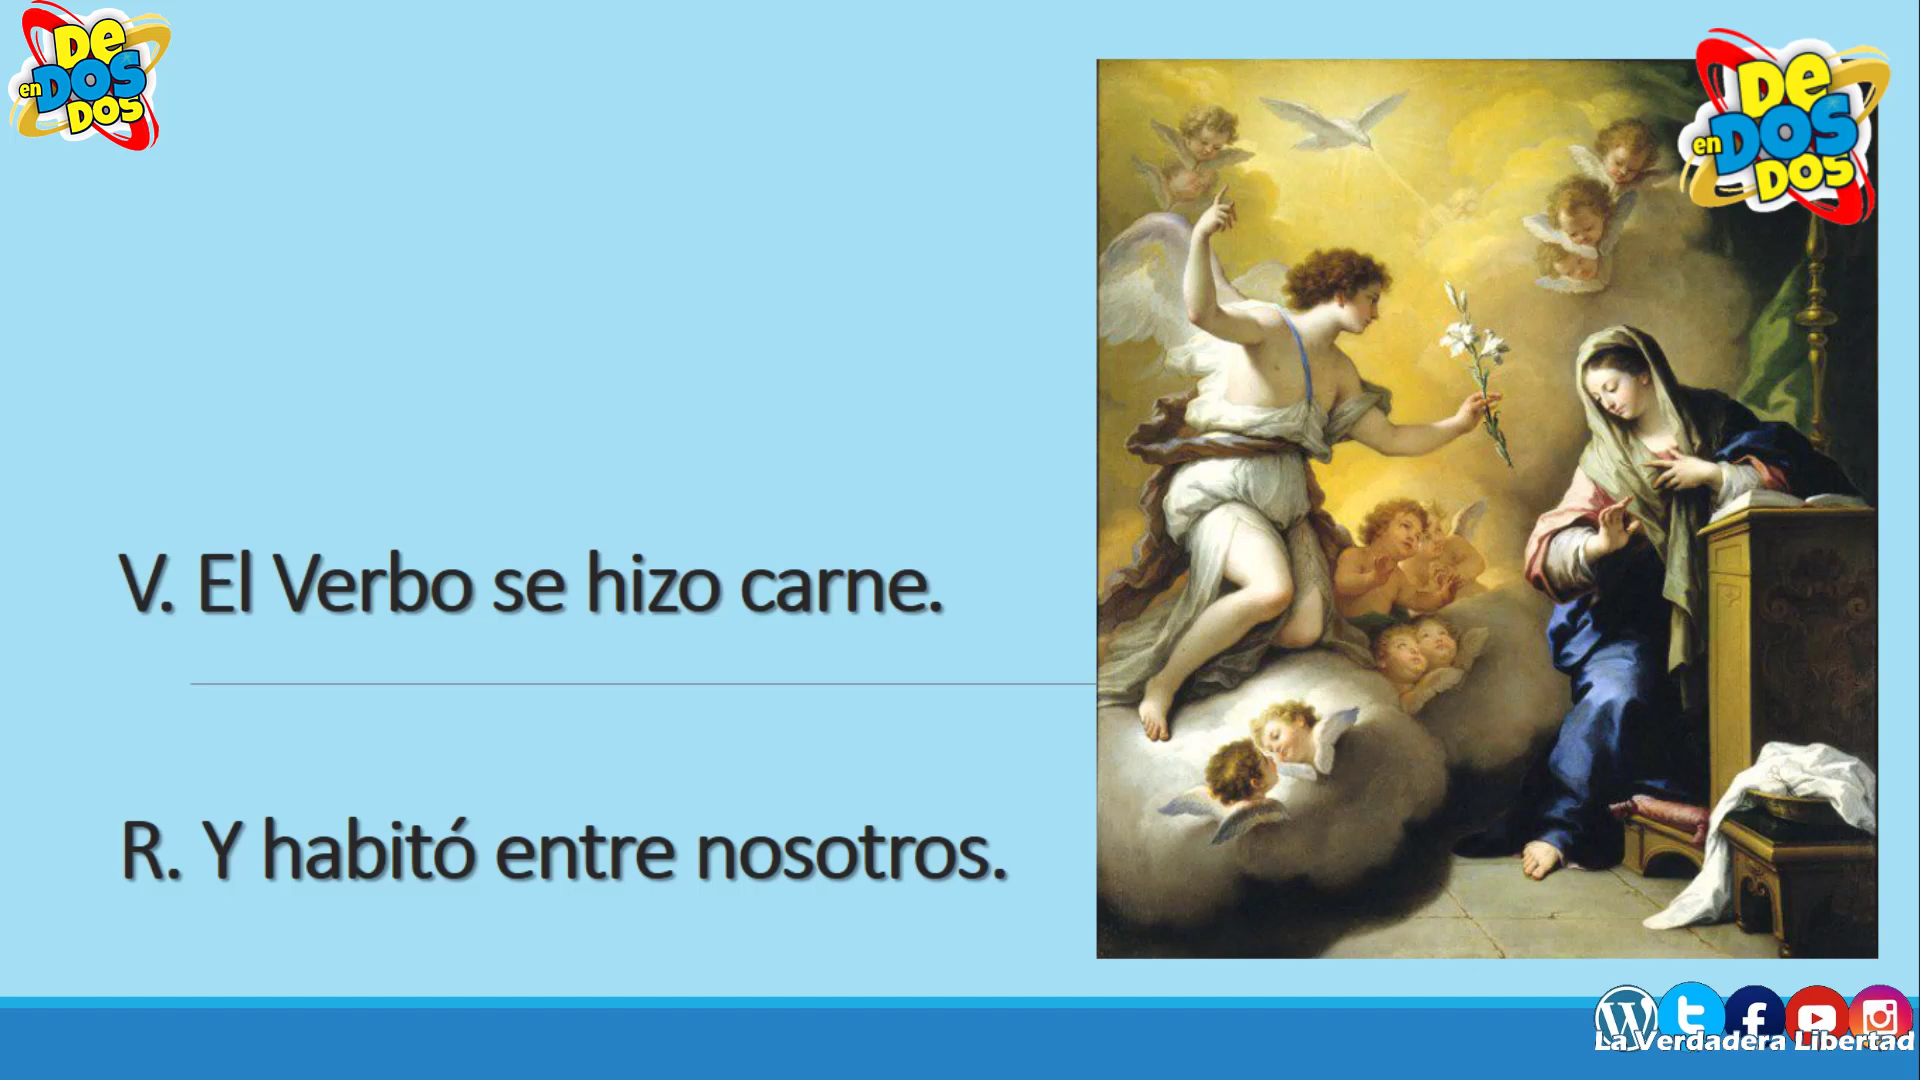 De
en DOS
DOS
De
en DOS
DOS
V. El Verbo se hizo carne.
R. Y habitó entre nosotros.
La Verdadera Libertad